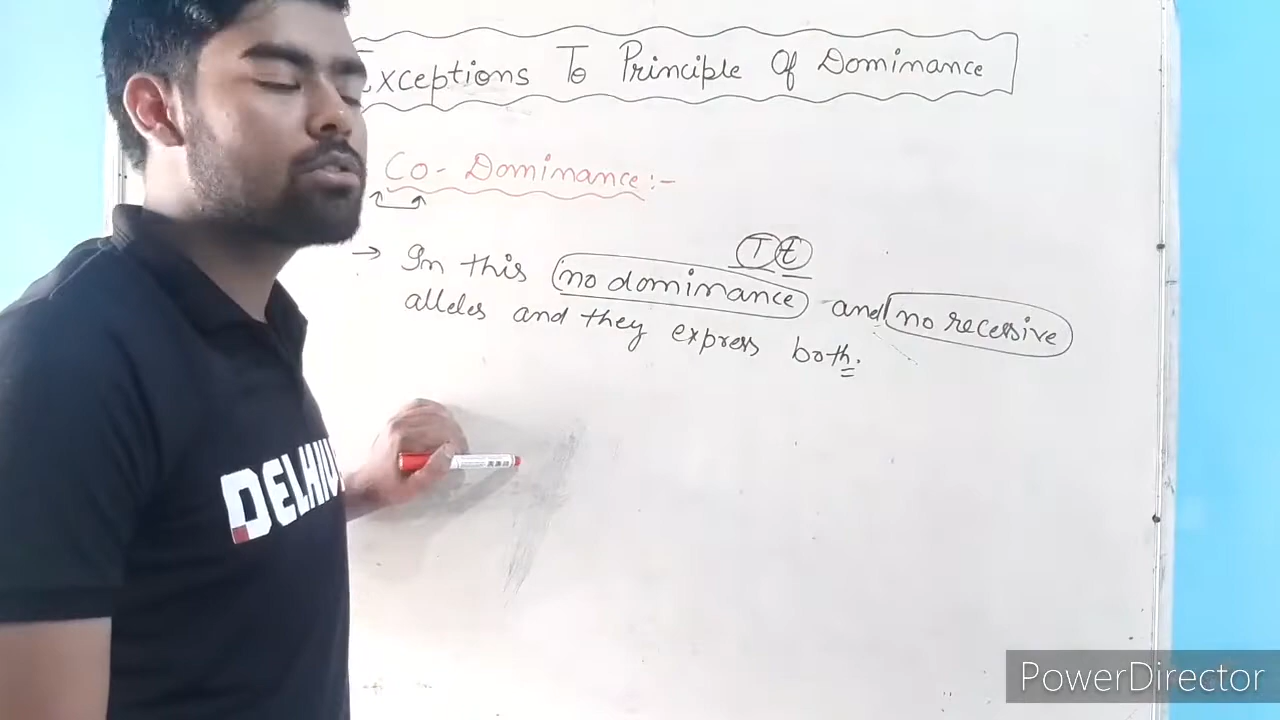 Exceptions To Principle Of Dominance
Co-Dominance:-
T t
→ In this no dominance and no recessive
alleles and they express both.
DELHIU
PowerDirector